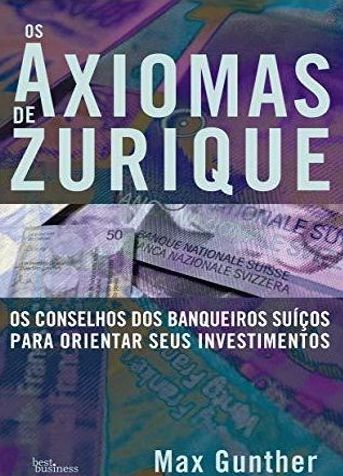 OS
AXIOMAS
DE
ZURIQUE
50
BANQUE NATIONALE SUISSE
BANCA NAZIONALE SVIZZERA
OS CONSELHOS DOS BANQUEIROS SUÍÇOS
PARA ORIENTAR SEUS INVESTIMENTOS
best.
business
Max Gunther